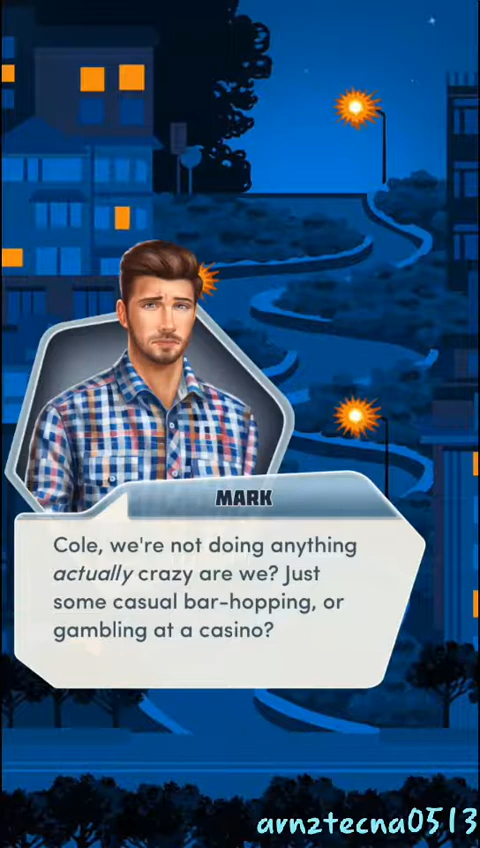 MARK
Cole, we're not doing anything
actually crazy are we? Just
some casual bar-hopping, or
gambling at a casino?
arnztecna0513